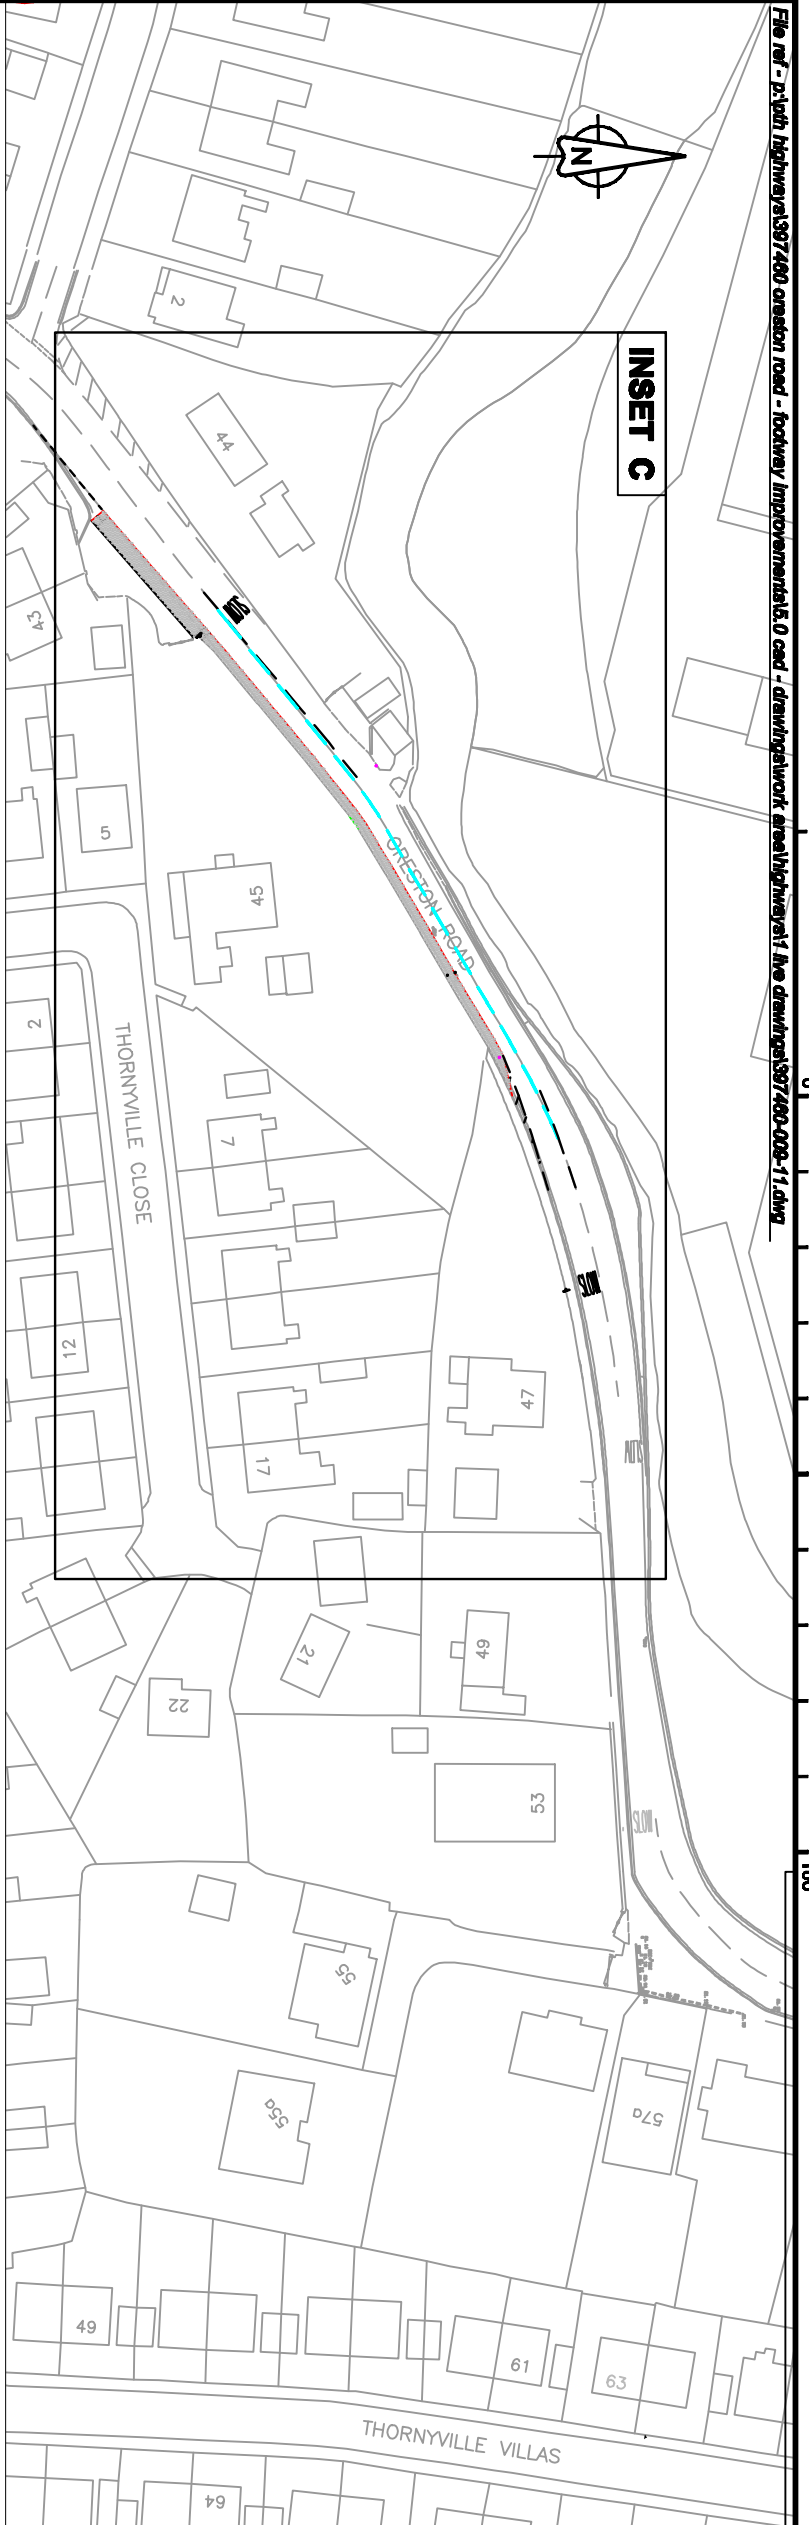 File ref - p:\pth highways\397460 oreston road - footway improvements\5.0 cad - drawings\work area\highways\1 live drawings\397460-009-11.dwg
N
INSET C
2
44
43
SLOW
5
45
ORESTON ROAD
2
THORNYVILLE CLOSE
7
12
SLOW
47
SLOW
17
21
49
22
53
SLOW
55
55a
57a
49
61
63
THORNYVILLE VILLAS
64